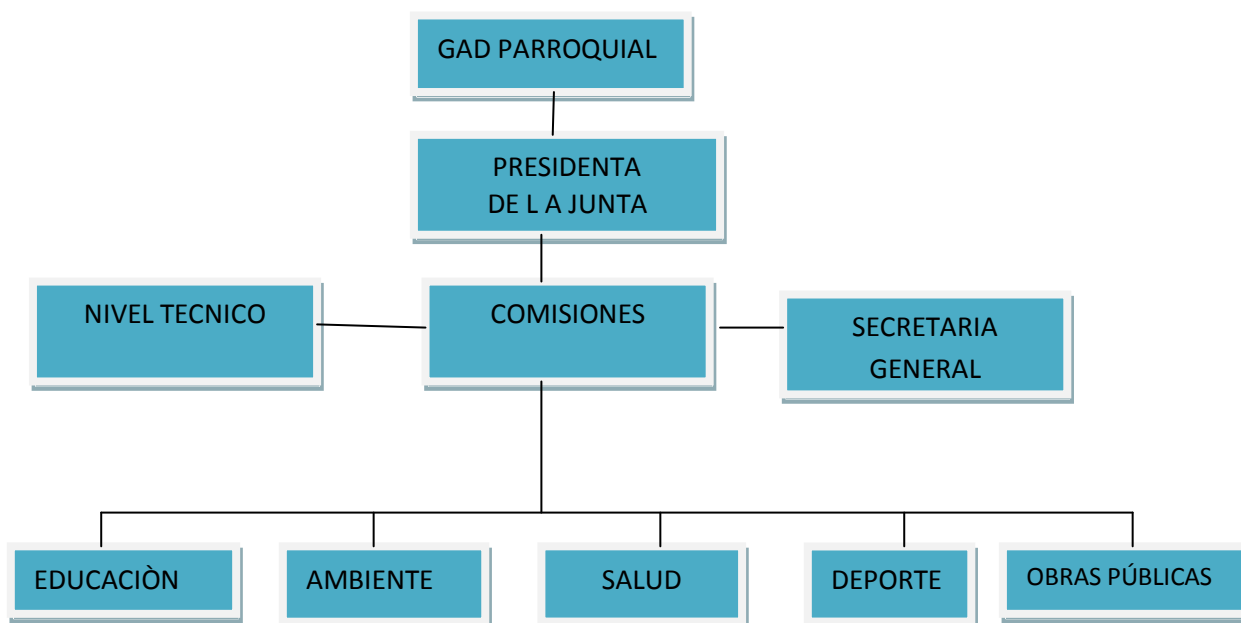 GAD PARROQUIAL
PRESIDENTA
DE L A JUNTA
NIVEL TECNICO
COMISIONES
SECRETARIA
GENERAL
EDUCACIÒN
AMBIENTE
SALUD
DEPORTE
OBRAS PÚBLICAS